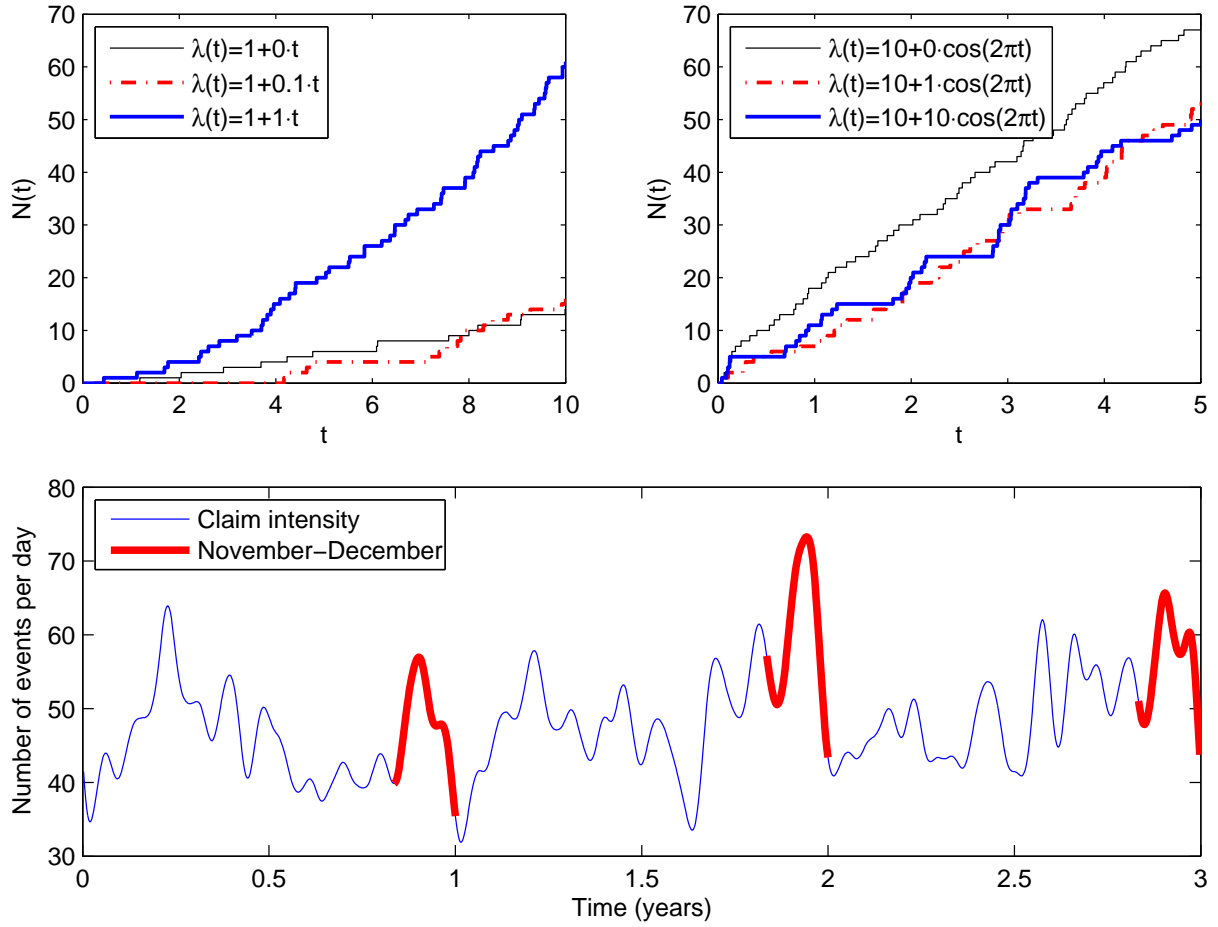 70
60
50
40
30
20
10
0
N(t)
0 2 4 6 8 10
t
λ(t)=1+0·t
λ(t)=1+0.1·t
λ(t)=1+1·t
70
60
50
40
30
20
10
0
N(t)
0 1 2 3 4 5
t
λ(t)=10+0·cos(2πt)
λ(t)=10+1·cos(2πt)
λ(t)=10+10·cos(2πt)
80
70
60
50
40
30
Number of events per day
0 0.5 1 1.5 2 2.5 3
Time (years)
Claim intensity
November−December